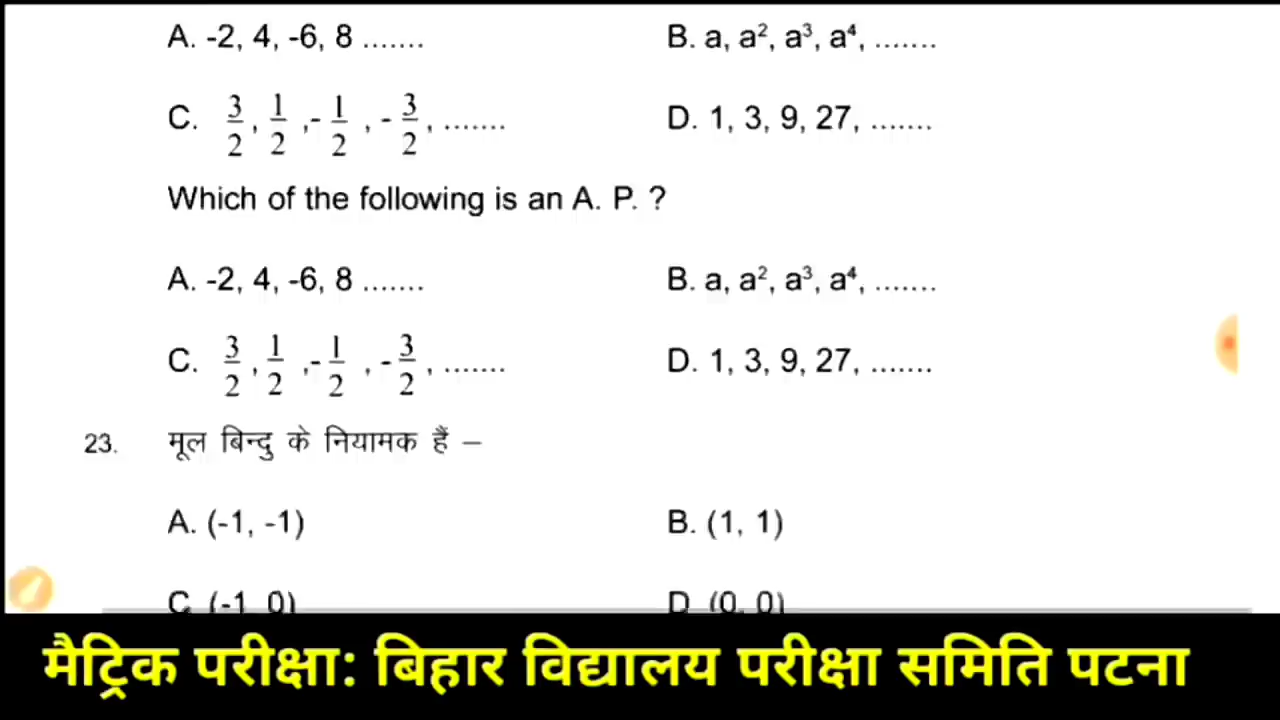 A. -2, 4, -6, 8 ....... B. a, a², a³, a⁴, .......
C. 3/2, 1/2, -1/2, -3/2, ....... D. 1, 3, 9, 27, .......
Which of the following is an A. P. ?
A. -2, 4, -6, 8 ....... B. a, a², a³, a⁴, .......
C. 3/2, 1/2, -1/2, -3/2, ....... D. 1, 3, 9, 27, .......
23. मूल बिन्दु के नियामक हैं –
A. (-1, -1) B. (1, 1)
C. (-1, 0) D. (0, 0)
मैट्रिक परीक्षा: बिहार विद्यालय परीक्षा समिति पटना